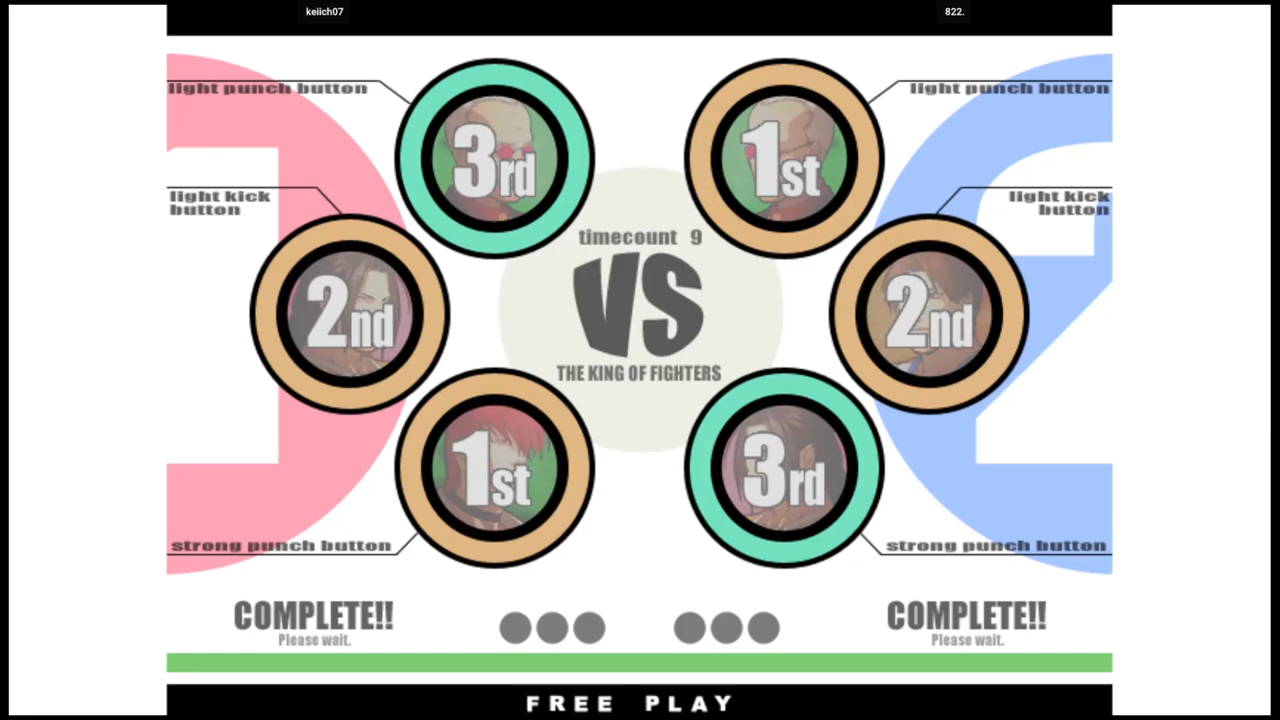 keiich07
822.
light punch button
light punch button
3rd
1st
light kick
button
light kick
button
timecount 9
VS
THE KING OF FIGHTERS
2nd
2nd
1st
3rd
strong punch button
strong punch button
COMPLETE!!
Please wait.
COMPLETE!!
Please wait.
FREE PLAY